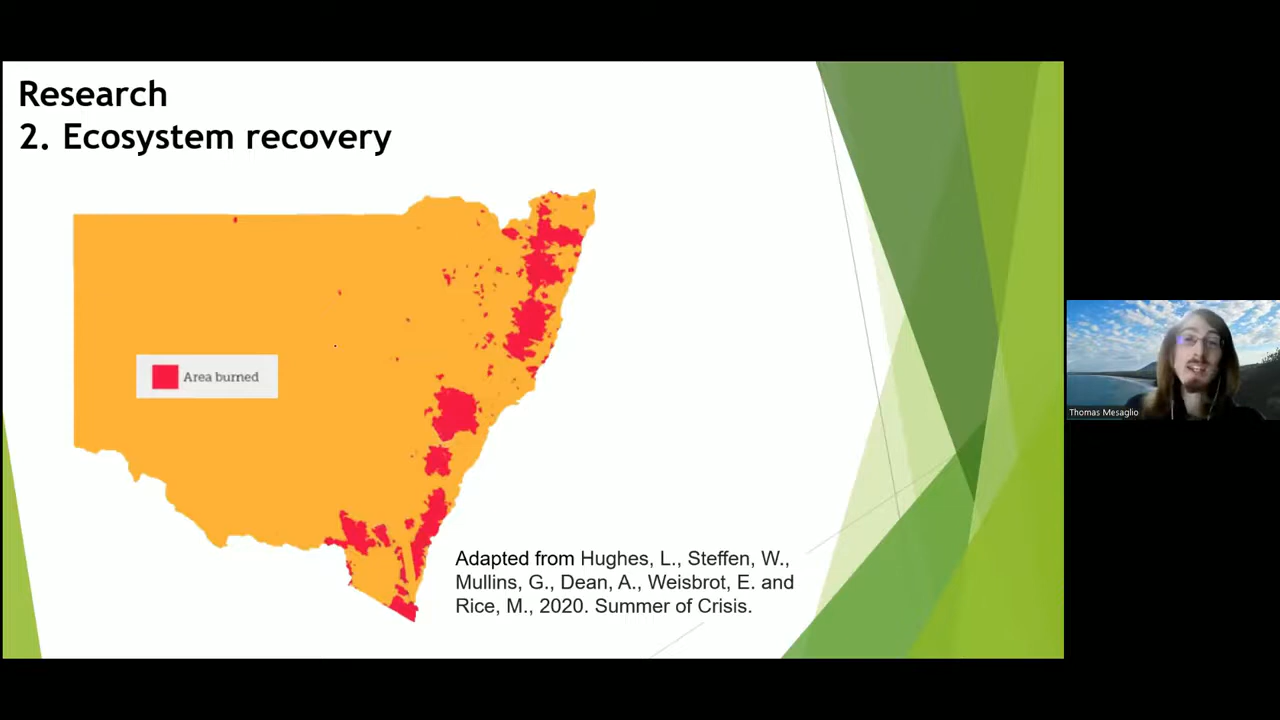 Research
2. Ecosystem recovery
Area burned
Adapted from Hughes, L., Steffen, W.,
Mullins, G., Dean, A., Weisbrot, E. and
Rice, M., 2020. Summer of Crisis.
Thomas Mesaglio